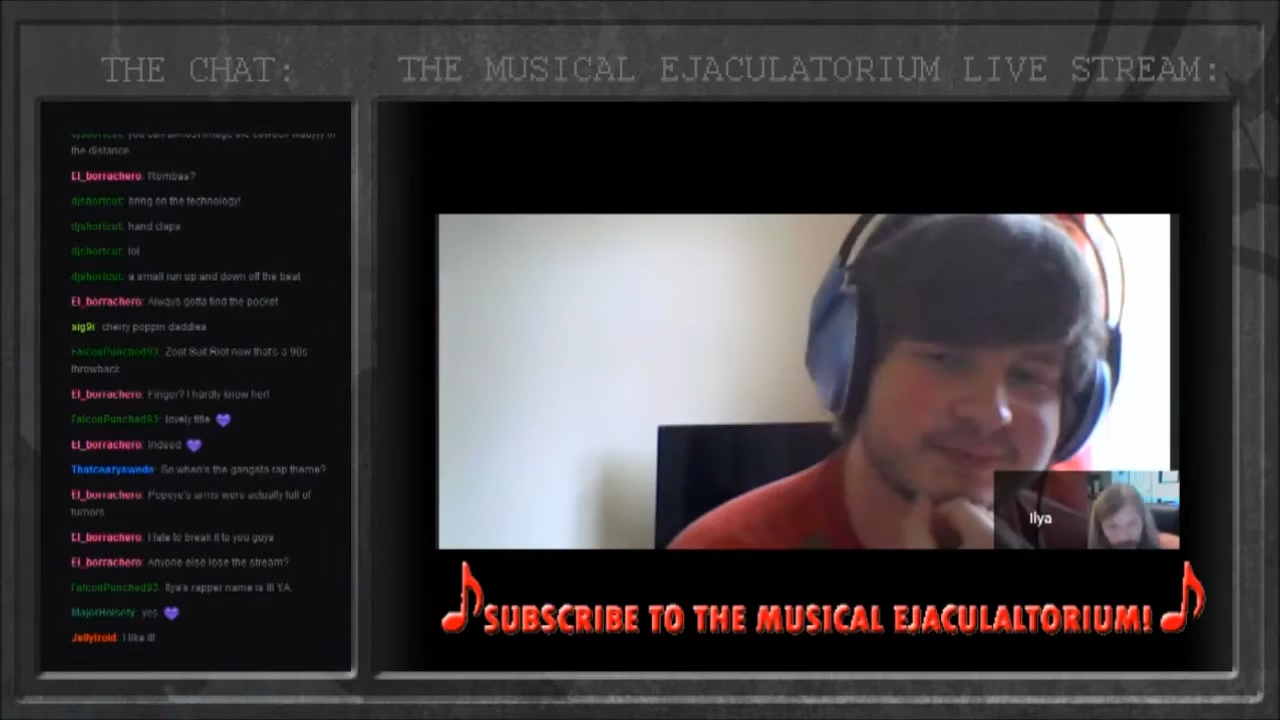 THE CHAT:
THE MUSICAL EJACULATORIUM LIVE STREAM:
the distance
El_borrachero: Rombas?
djshortcut: bring on the technology!
djshortcut: hand claps
djshortcut: lol
djshortcut: a small run up and down off the beat
El_borrachero: Always gotta find the pocket
aig9i: cherry poppin daddies
FalconPunched93: Zoot Suit Riot now that's a 90s
throwback
El_borrachero: Finger? I hardly know her!
FalconPunched93: lovely title
El_borrachero: Indeed
Thatcrazyswede: So when's the gangsta rap theme?
El_borrachero: Popeye's arms were actually full of
tumors
El_borrachero: I hate to break it to you guys
El_borrachero: Anyone else lose the stream?
FalconPunched93: Ilya's rapper name is Ill YA
yes
Jellytroid: I like it!
Ilya
SUBSCRIBE TO THE MUSICAL EJACULALTORIUM!